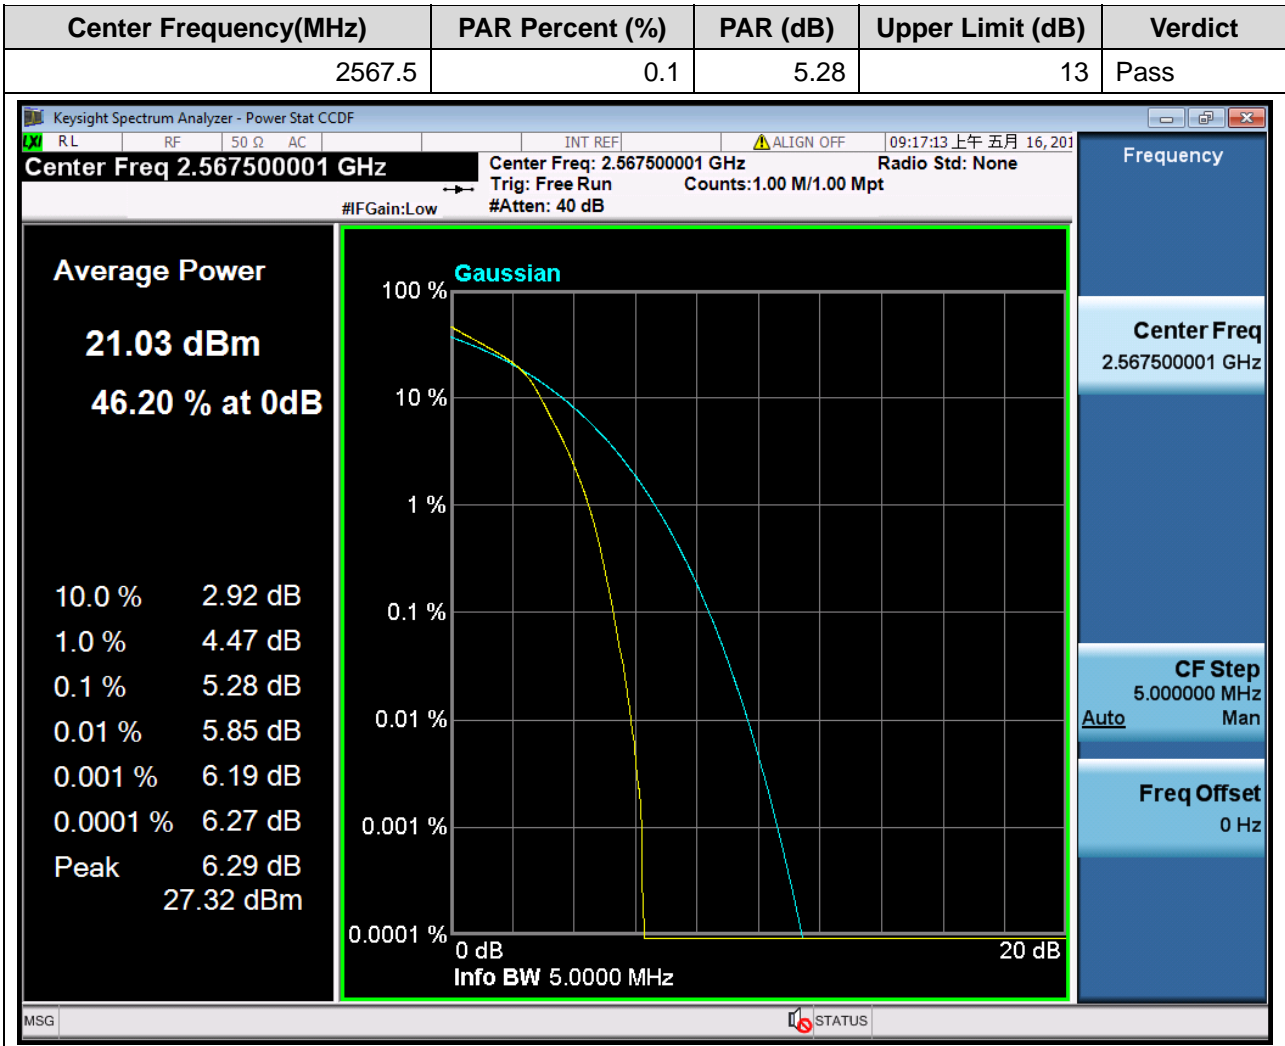 Center Frequency(MHz) PAR Percent (%) PAR (dB) Upper Limit (dB) Verdict
2567.5 0.1 5.28 13 Pass
Keysight Spectrum Analyzer - Power Stat CCDF
LXI RL RF 50 Ω AC INT REF ALIGN OFF 09:17:13 上午 五月 16, 201
Center Freq 2.567500001 GHz
Center Freq: 2.567500001 GHz Radio Std: None
Trig: Free Run Counts:1.00 M/1.00 Mpt
#IFGain:Low #Atten: 40 dB
Frequency
Average Power
21.03 dBm
46.20 % at 0dB
10.0 % 2.92 dB
1.0 % 4.47 dB
0.1 % 5.28 dB
0.01 % 5.85 dB
0.001 % 6.19 dB
0.0001 % 6.27 dB
Peak 6.29 dB
27.32 dBm
Gaussian
100 %
10 %
1 %
0.1 %
0.01 %
0.001 %
0.0001 %
0 dB 20 dB
Info BW 5.0000 MHz
Center Freq
2.567500001 GHz
CF Step
5.000000 MHz
Auto Man
Freq Offset
0 Hz
MSG STATUS